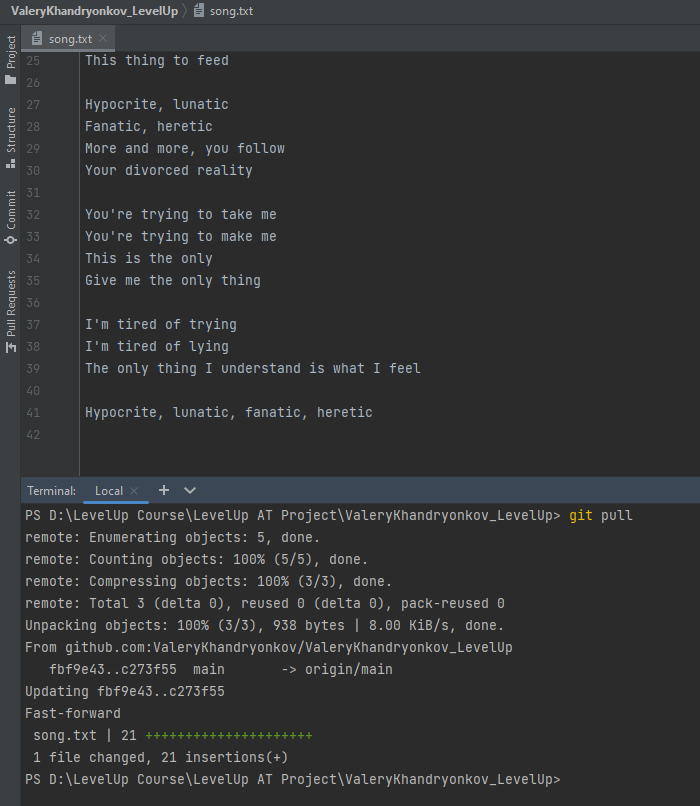 ValeryKhandryonkov_LevelUp song.txt
song.txt
Project
Structure
Commit
Pull Requests
25 This thing to feed
26
27 Hypocrite, lunatic
28 Fanatic, heretic
29 More and more, you follow
30 Your divorced reality
31
32 You're trying to take me
33 You're trying to make me
34 This is the only
35 Give me the only thing
36
37 I'm tired of trying
38 I'm tired of lying
39 The only thing I understand is what I feel
40
41 Hypocrite, lunatic, fanatic, heretic
42
Terminal: Local
PS D:\LevelUp Course\LevelUp AT Project\ValeryKhandryonkov_LevelUp> git pull
remote: Enumerating objects: 5, done.
remote: Counting objects: 100% (5/5), done.
remote: Compressing objects: 100% (3/3), done.
remote: Total 3 (delta 0), reused 0 (delta 0), pack-reused 0
Unpacking objects: 100% (3/3), 938 bytes | 8.00 KiB/s, done.
From github.com:ValeryKhandryonkov/ValeryKhandryonkov_LevelUp
   fbf9e43..c273f55  main       -> origin/main
Updating fbf9e43..c273f55
Fast-forward
 song.txt | 21 +++++++++++++++++++++
 1 file changed, 21 insertions(+)
PS D:\LevelUp Course\LevelUp AT Project\ValeryKhandryonkov_LevelUp>